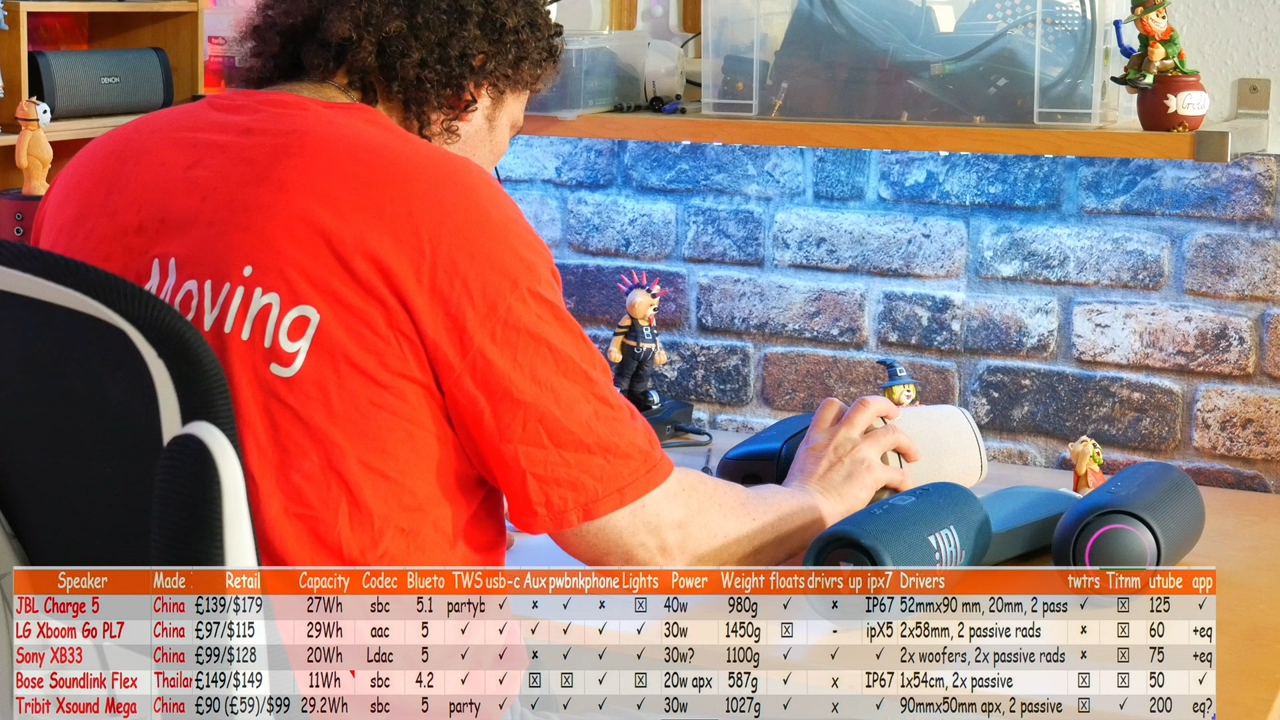 DENON
Gold
Moving
JBL
Speaker Made Retail Capacity Codec Blueto TWS usb-c Aux pwbnk phone Lights Power Weight floats drivrs up ipx7 Drivers twtrs Titnm utube app
JBL Charge 5 China £139/$179 27Wh sbc 5.1 partyb ✓ × ✓ × ☒ 40w 980g ✓ × IP67 52mmx90 mm, 20mm, 2 pass ✓ ☒ 125 ✓
LG Xboom Go PL7 China £97/$115 29Wh aac 5 ✓ ✓ ✓ ✓ ✓ ✓ 30w 1450g ☒ - ipX5 2x58mm, 2 passive rads × ☒ 60 +eq
Sony XB33 China £99/$128 20Wh Ldac 5 ✓ ✓ × ✓ ✓ ✓ 30w? 1100g ✓ ✓ ✓ 2x woofers, 2x passive rads × ☒ 75 +eq
Bose Soundlink Flex Thailan £149/$149 11Wh sbc 4.2 ✓ ✓ ☒ ☒ ✓ ☒ 20w apx 587g ✓ x IP67 1x54cm, 2x passive ☒ ☒ 50 ✓
Tribit Xsound Mega China £90 (£59)/$99 29.2Wh sbc 5 party ✓ ✓ ✓ ✓ ✓ 30w 1027g ✓ x ✓ 90mmx50mm apx, 2 passive ☒ ✓ 200 eq?